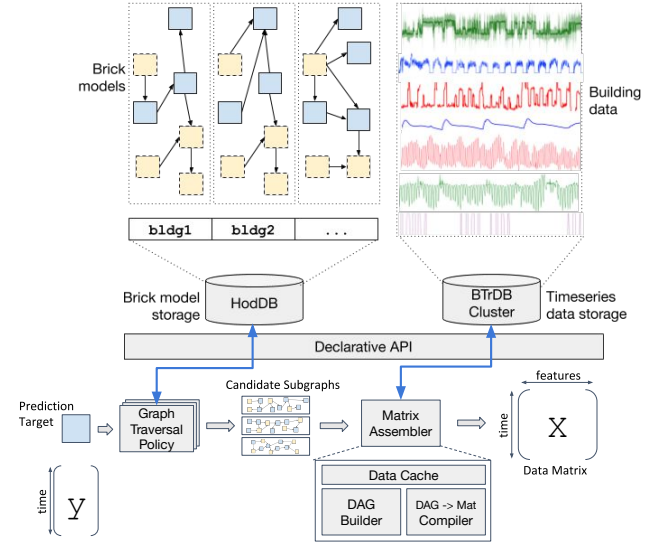 Brick
models
Building
data
bldg1
bldg2
...
Brick model
storage
HodDB
BTrDB
Cluster
Timeseries
data storage
Declarative API
Prediction
Target
Graph
Traversal
Policy
Candidate Subgraphs
Matrix
Assembler
features
time
X
Data Matrix
time
y
Data Cache
DAG
Builder
DAG -> Mat
Compiler